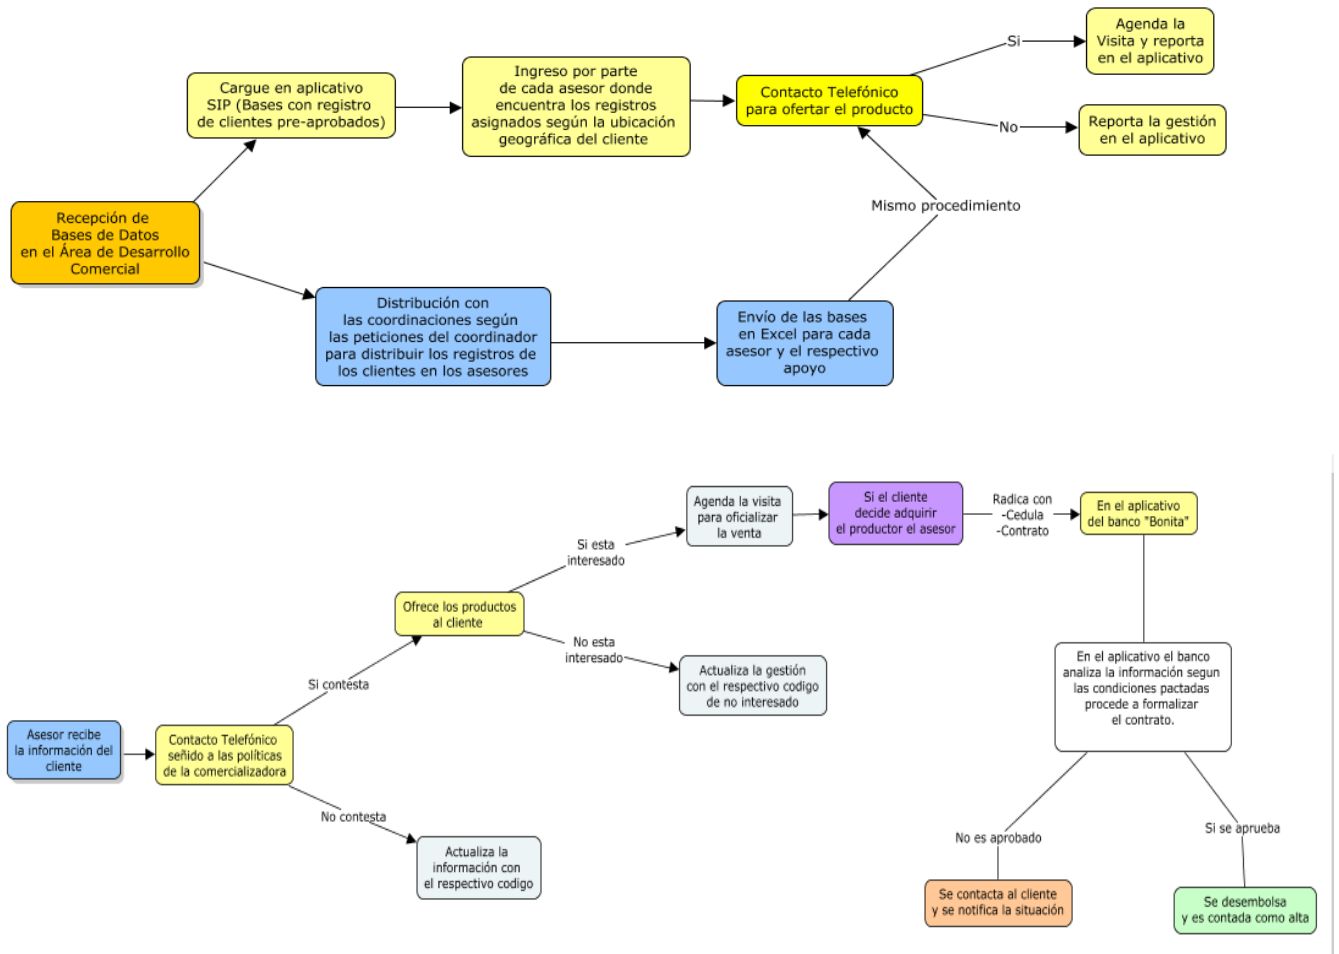 Recepción de
Bases de Datos
en el Área de Desarrollo
Comercial
Cargue en aplicativo
SIP (Bases con registro
de clientes pre-aprobados)
Ingreso por parte
de cada asesor donde
encuentra los registros
asignados según la ubicación
geográfica del cliente
Contacto Telefónico
para ofertar el producto
Si
Agenda la
Visita y reporta
en el aplicativo
No
Reporta la gestión
en el aplicativo
Mismo procedimiento
Distribución con
las coordinaciones según
las peticiones del coordinador
para distribuir los registros de
los clientes en los asesores
Envío de las bases
en Excel para cada
asesor y el respectivo
apoyo
Asesor recibe
la información del
cliente
Contacto Telefónico
señido a las políticas
de la comercializadora
Si contesta
No contesta
Actualiza la
información con
el respectivo codigo
Ofrece los productos
al cliente
Si esta
interesado
No esta
interesado
Actualiza la gestión
con el respectivo codigo
de no interesado
Agenda la visita
para oficializar
la venta
Si el cliente
decide adquirir
el productor el asesor
Radica con
-Cedula
-Contrato
En el aplicativo
del banco "Bonita"
En el aplicativo el banco
analiza la información segun
las condiciones pactadas
procede a formalizar
el contrato.
No es aprobado
Si se aprueba
Se contacta al cliente
y se notifica la situación
Se desembolsa
y es contada como alta